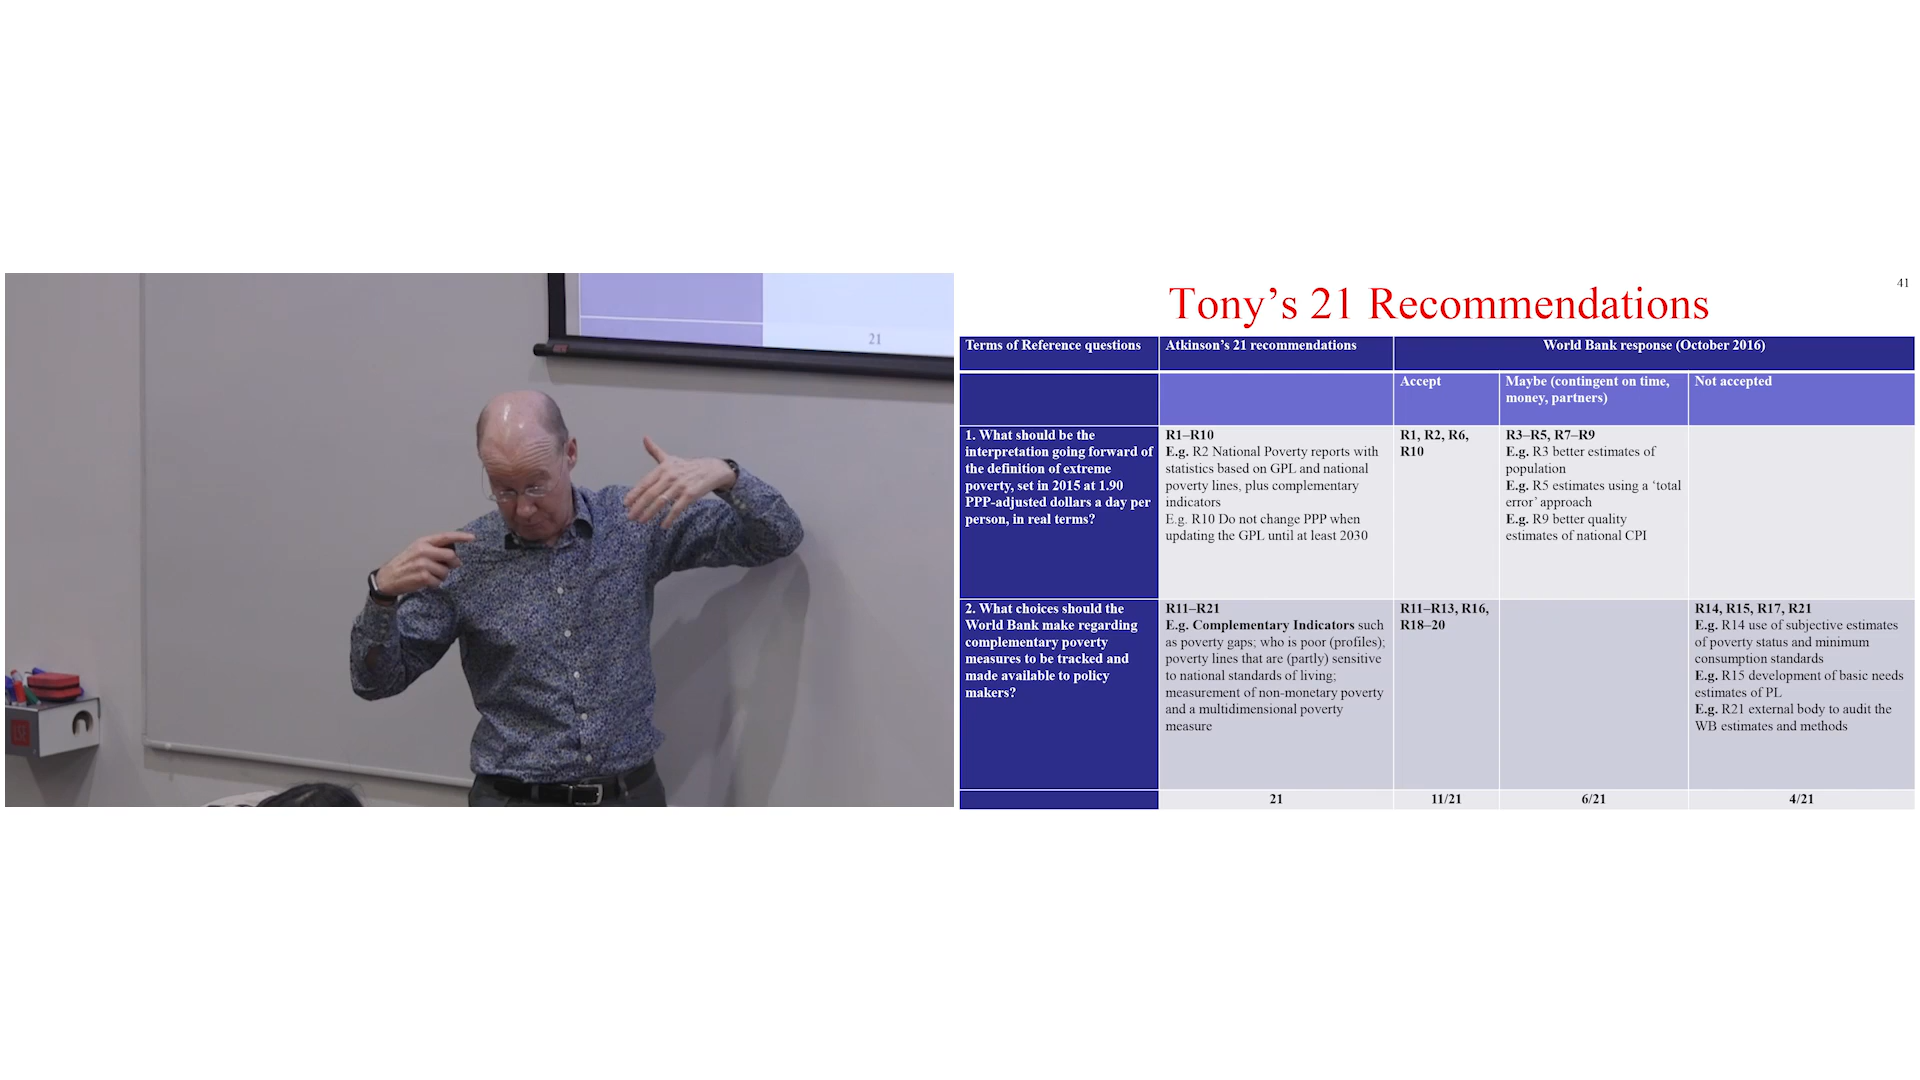 21
41
Tony’s 21 Recommendations
Terms of Reference questions
Atkinson’s 21 recommendations
World Bank response (October 2016)
Accept
Maybe (contingent on time,
money, partners)
Not accepted
1. What should be the
interpretation going forward of
the definition of extreme
poverty, set in 2015 at 1.90
PPP-adjusted dollars a day per
person, in real terms?
R1–R10
E.g. R2 National Poverty reports with
statistics based on GPL and national
poverty lines, plus complementary
indicators
E.g. R10 Do not change PPP when
updating the GPL until at least 2030
R1, R2, R6,
R10
R3–R5, R7–R9
E.g. R3 better estimates of
population
E.g. R5 estimates using a ‘total
error’ approach
E.g. R9 better quality
estimates of national CPI
2. What choices should the
World Bank make regarding
complementary poverty
measures to be tracked and
made available to policy
makers?
R11–R21
E.g. Complementary Indicators such
as poverty gaps; who is poor (profiles);
poverty lines that are (partly) sensitive
to national standards of living;
measurement of non-monetary poverty
and a multidimensional poverty
measure
R11–R13, R16,
R18–20
R14, R15, R17, R21
E.g. R14 use of subjective estimates
of poverty status and minimum
consumption standards
E.g. R15 development of basic needs
estimates of PL
E.g. R21 external body to audit the
WB estimates and methods
21
11/21
6/21
4/21